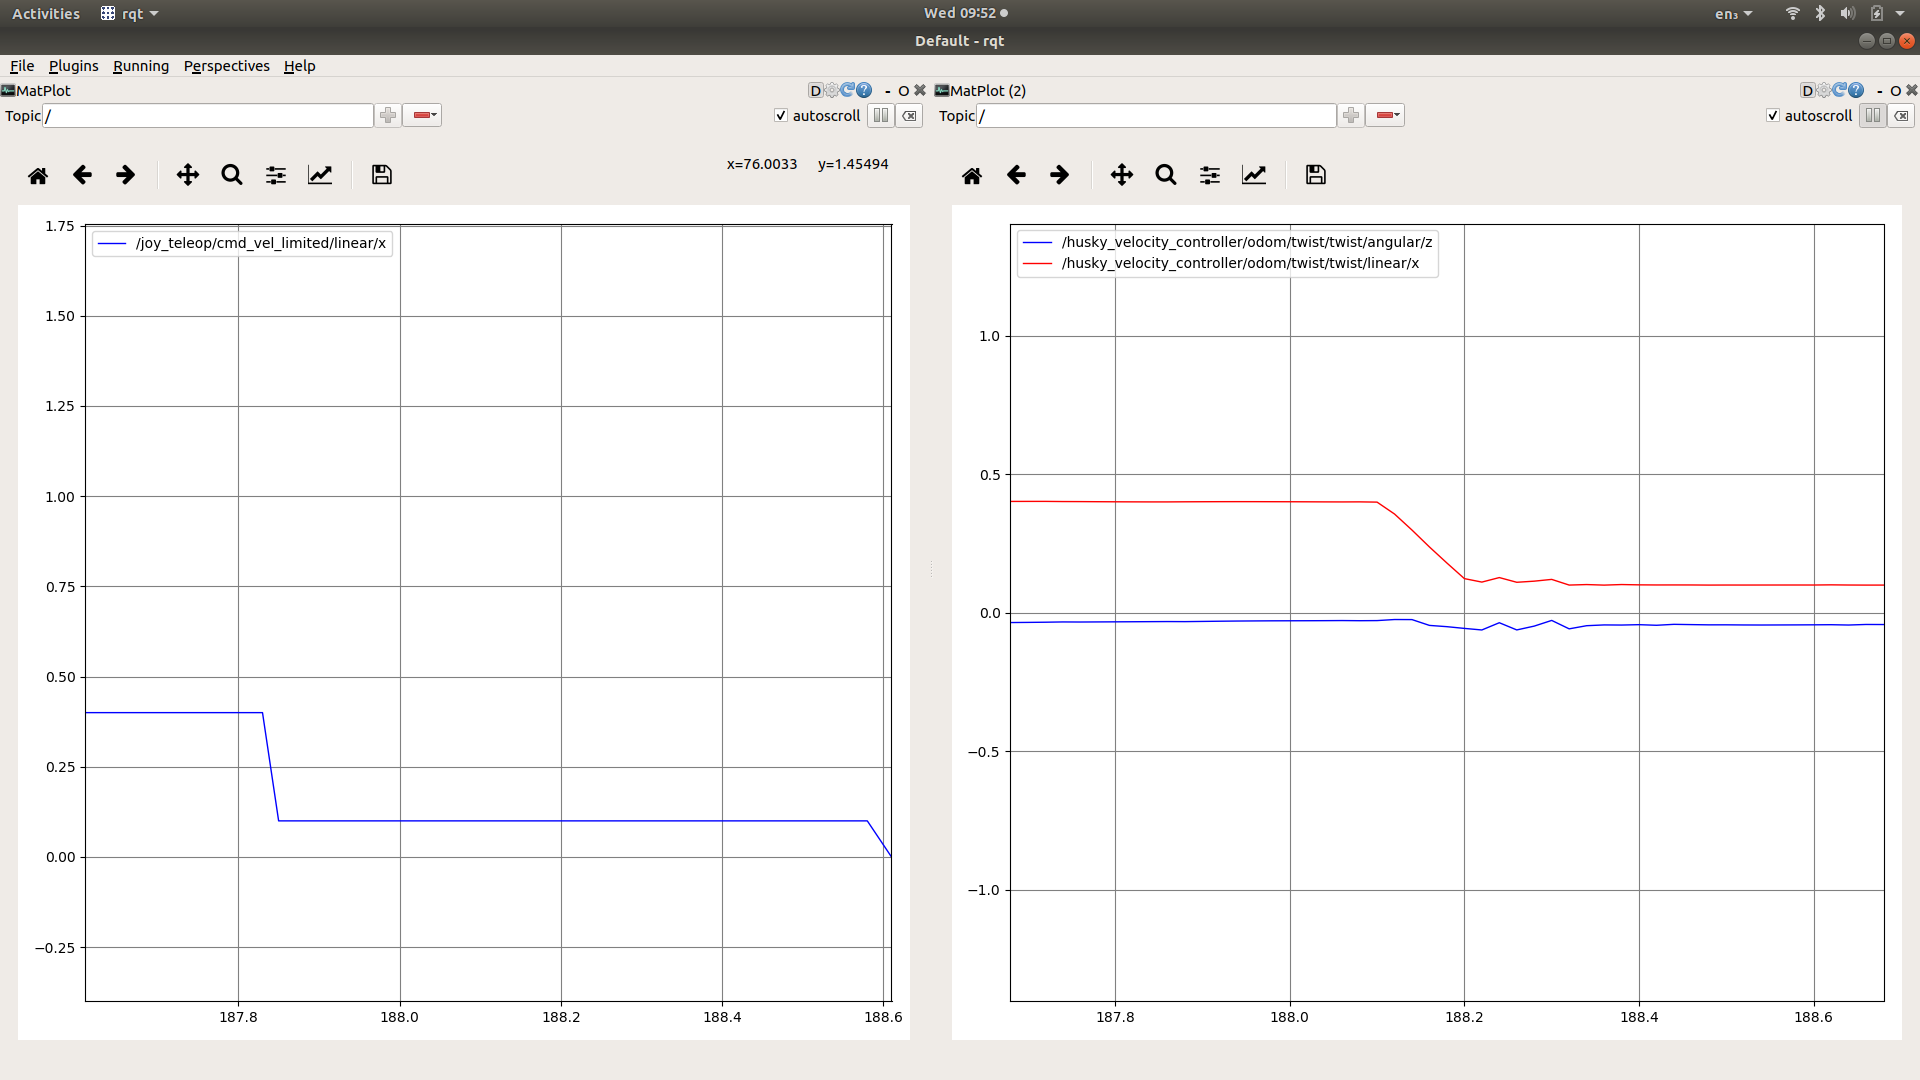 Activities rqt Wed 09:52 en₃
Default - rqt
File Plugins Running Perspectives Help
MatPlot D - O
Topic / autoscroll
x=76.0033 y=1.45494
/joy_teleop/cmd_vel_limited/linear/x
1.75
1.50
1.25
1.00
0.75
0.50
0.25
0.00
−0.25
187.8 188.0 188.2 188.4 188.6
MatPlot (2) D - O
Topic / autoscroll
/husky_velocity_controller/odom/twist/twist/angular/z
/husky_velocity_controller/odom/twist/twist/linear/x
1.0
0.5
0.0
−0.5
−1.0
187.8 188.0 188.2 188.4 188.6